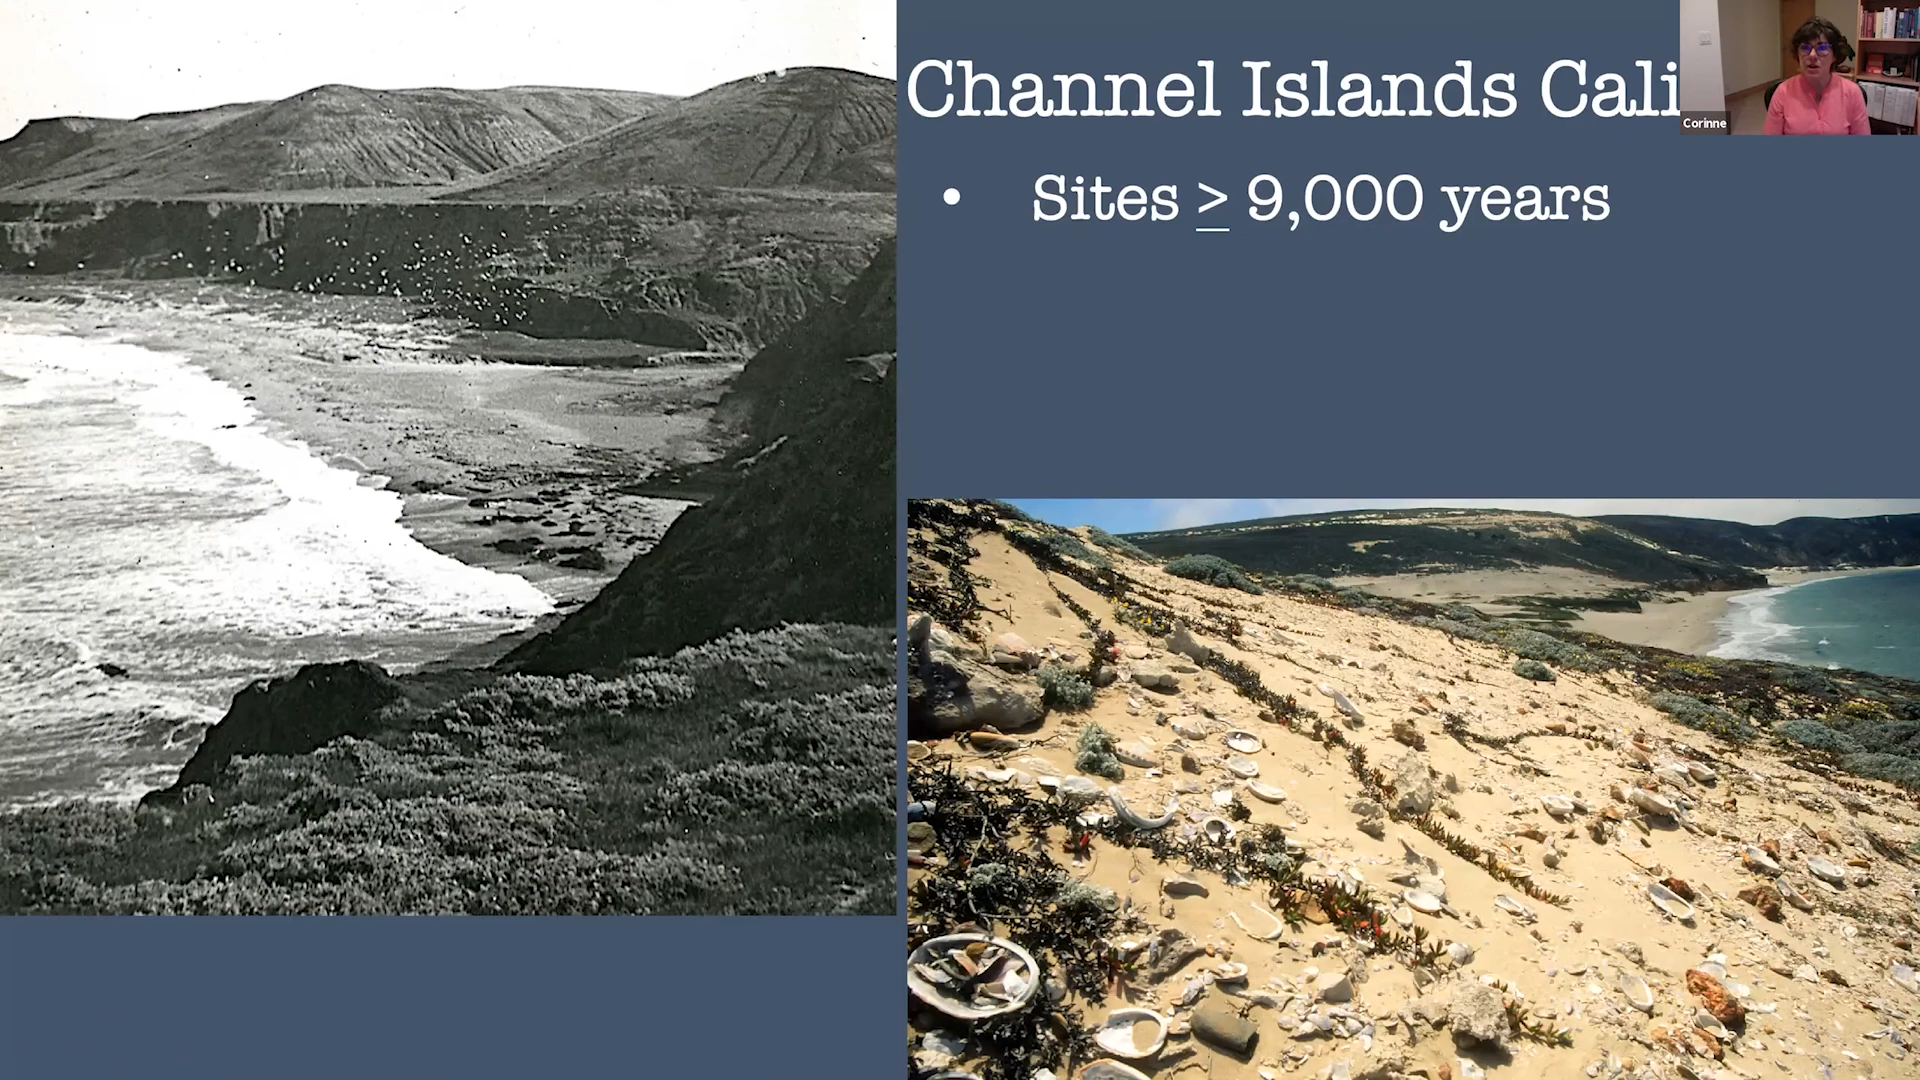 Channel Islands Cali
Corinne
• Sites ≥ 9,000 years